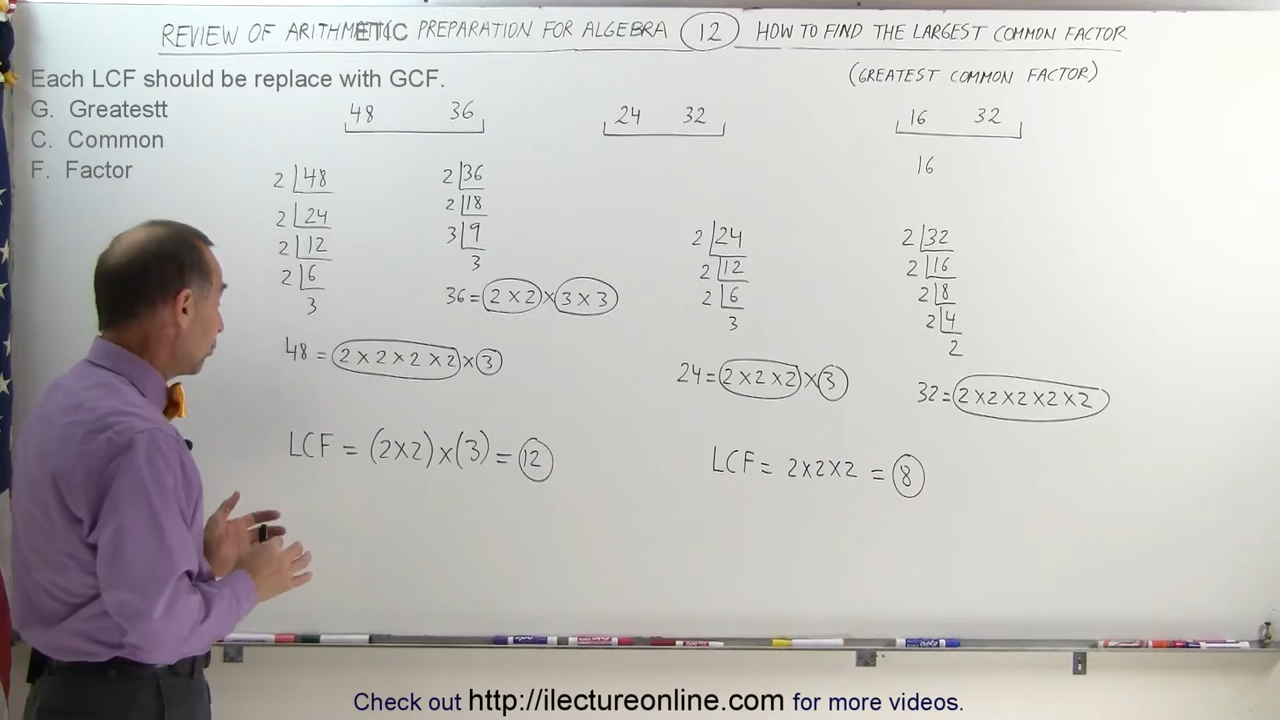 REVIEW OF ARITHMETIC PREPARATION FOR ALGEBRA 12 HOW TO FIND THE LARGEST COMMON FACTOR
(GREATEST COMMON FACTOR)
Each LCF should be replace with GCF.
G. Greatestt
C. Common
F. Factor
48 36
2 48
2 24
2 12
2 6
3
2 36
2 18
3 9
3
36 = 2 × 2 × 3 × 3
48 = 2 × 2 × 2 × 2 × 3
LCF = (2×2) × (3) = 12
24 32
2 24
2 12
2 6
3
24 = 2 × 2 × 2 × 3
2 32
2 16
2 8
2 4
2
32 = 2×2×2×2×2
LCF = 2×2×2 = 8
16 32
16
Check out http://ilectureonline.com for more videos.